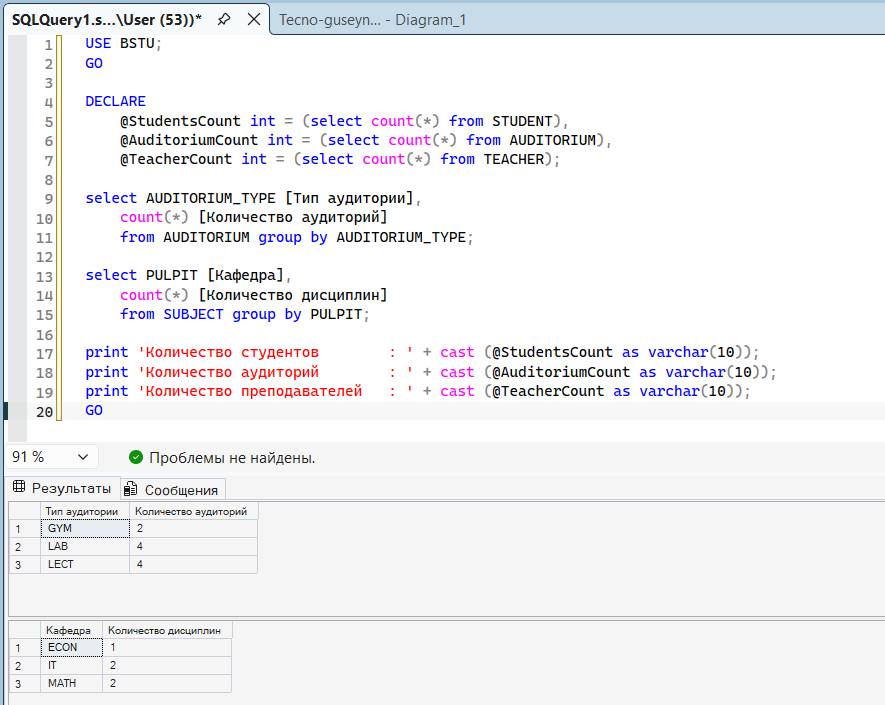 SQLQuery1.s...\User (53))*
Tecno-guseyn... - Diagram_1
1 USE BSTU;
2 GO
3
4 DECLARE
5 @StudentsCount int = (select count(*) from STUDENT),
6 @AuditoriumCount int = (select count(*) from AUDITORIUM),
7 @TeacherCount int = (select count(*) from TEACHER);
8
9 select AUDITORIUM_TYPE [Тип аудитории],
10 count(*) [Количество аудиторий]
11 from AUDITORIUM group by AUDITORIUM_TYPE;
12
13 select PULPIT [Кафедра],
14 count(*) [Количество дисциплин]
15 from SUBJECT group by PULPIT;
16
17 print 'Количество студентов        : ' + cast (@StudentsCount as varchar(10));
18 print 'Количество аудиторий        : ' + cast (@AuditoriumCount as varchar(10));
19 print 'Количество преподавателей   : ' + cast (@TeacherCount as varchar(10));
20 GO
91 % Проблемы не найдены.
Результаты Сообщения
Тип аудитории Количество аудиторий
1 GYM 2
2 LAB 4
3 LECT 4
Кафедра Количество дисциплин
1 ECON 1
2 IT 2
3 MATH 2